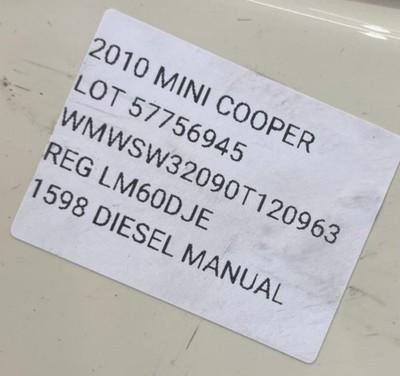 2010 MINI COOPER
LOT 57756945
WMWSW32090T120963
REG LM60DJE
1598 DIESEL MANUAL